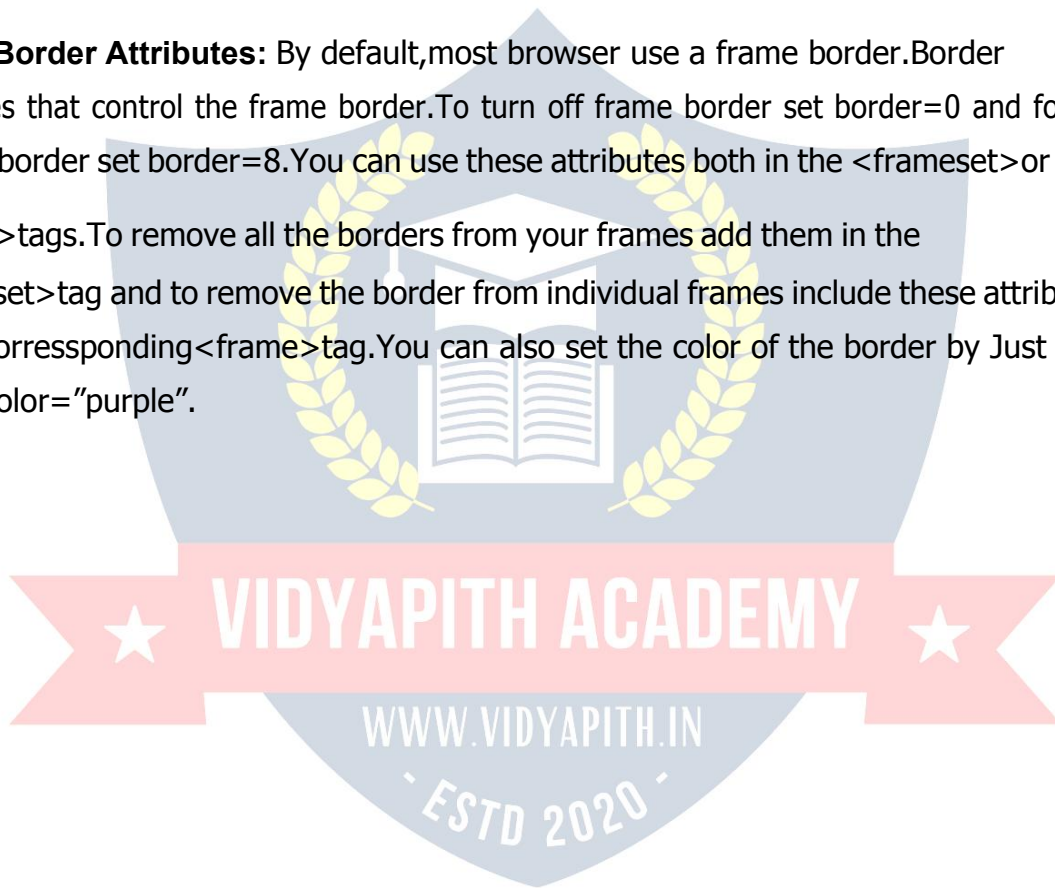 Border Attributes: By default,most browser use a frame border.Border
es that control the frame border.To turn off frame border set border=0 and fo
border set border=8.You can use these attributes both in the <frameset>or
>tags.To remove all the borders from your frames add them in the
set>tag and to remove the border from individual frames include these attrib
orressponding<frame>tag.You can also set the color of the border by Just
olor=”purple”.
VIDYAPITH ACADEMY
WWW.VIDYAPITH.IN
- ESTD 2020 -